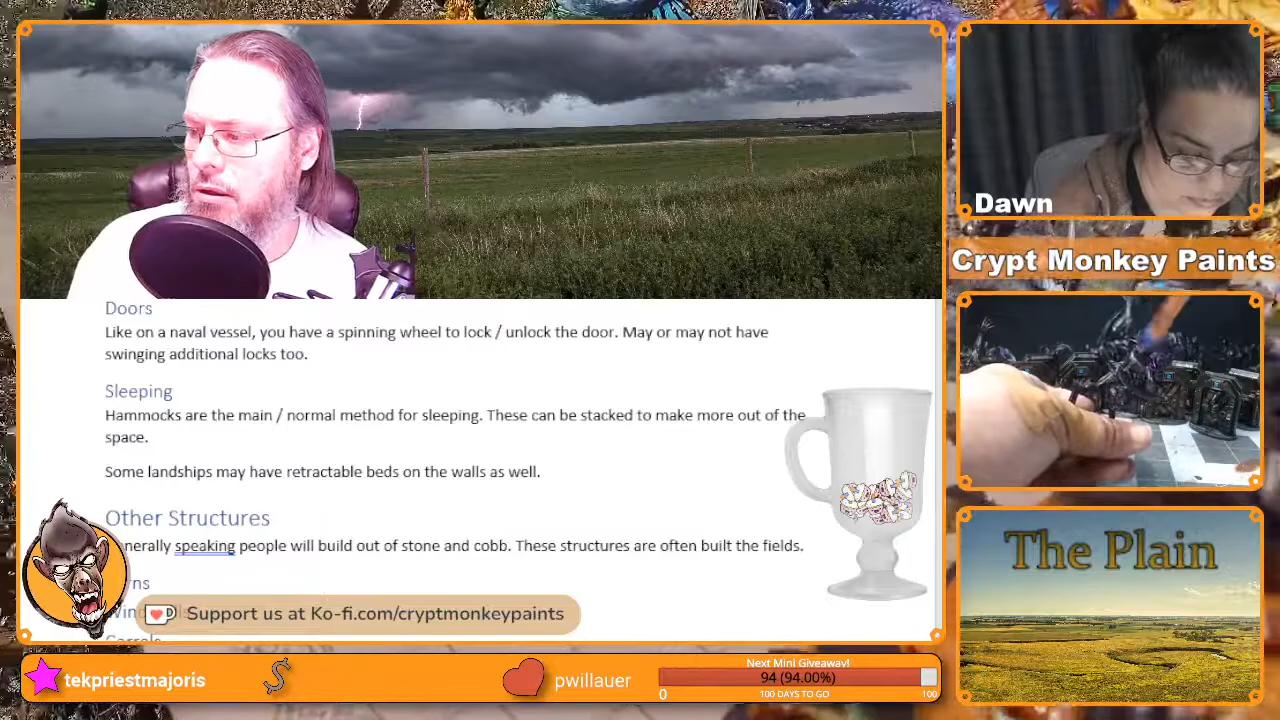 Dawn
Crypt Monkey Paints
Doors
Like on a naval vessel, you have a spinning wheel to lock / unlock the door. May or may not have
swinging additional locks too.
Sleeping
Hammocks are the main / normal method for sleeping. These can be stacked to make more out of the
space.
Some landships may have retractable beds on the walls as well.
Other Structures
speaking people will build out of stone and cobb. These structures are often built the fields.
Support us at Ko-fi.com/cryptmonkeypaints
The Plain
tekpriestmajoris
pwillauer
Next Mini Giveaway!
94 (94.00%)
0
100 DAYS TO GO
100